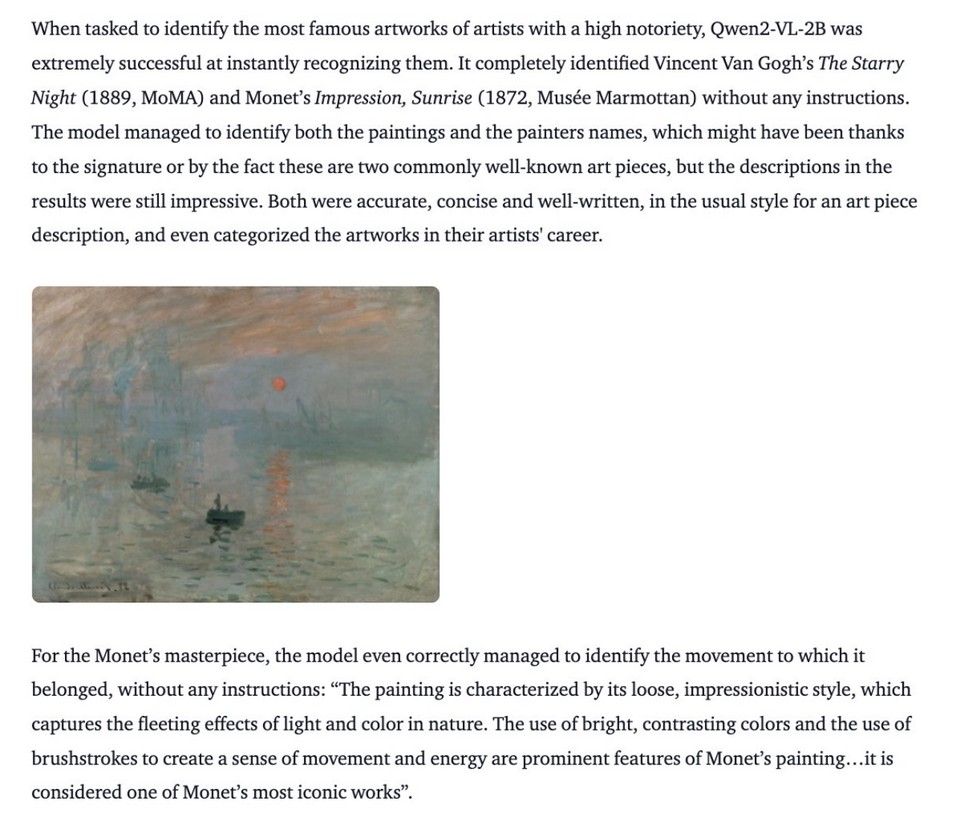 When tasked to identify the most famous artworks of artists with a high notoriety, Qwen2-VL-2B was
extremely successful at instantly recognizing them. It completely identified Vincent Van Gogh’s The Starry
Night (1889, MoMA) and Monet’s Impression, Sunrise (1872, Musée Marmottan) without any instructions.
The model managed to identify both the paintings and the painters names, which might have been thanks
to the signature or by the fact these are two commonly well-known art pieces, but the descriptions in the
results were still impressive. Both were accurate, concise and well-written, in the usual style for an art piece
description, and even categorized the artworks in their artists' career.
For the Monet’s masterpiece, the model even correctly managed to identify the movement to which it
belonged, without any instructions: “The painting is characterized by its loose, impressionistic style, which
captures the fleeting effects of light and color in nature. The use of bright, contrasting colors and the use of
brushstrokes to create a sense of movement and energy are prominent features of Monet’s painting…it is
considered one of Monet’s most iconic works”.